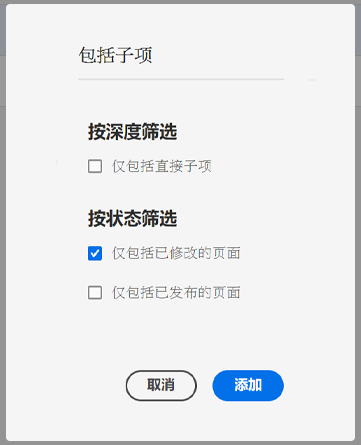 包括子项
按深度筛选
仅包括直接子项
按状态筛选
仅包括已修改的页面
仅包括已发布的页面
取消 添加